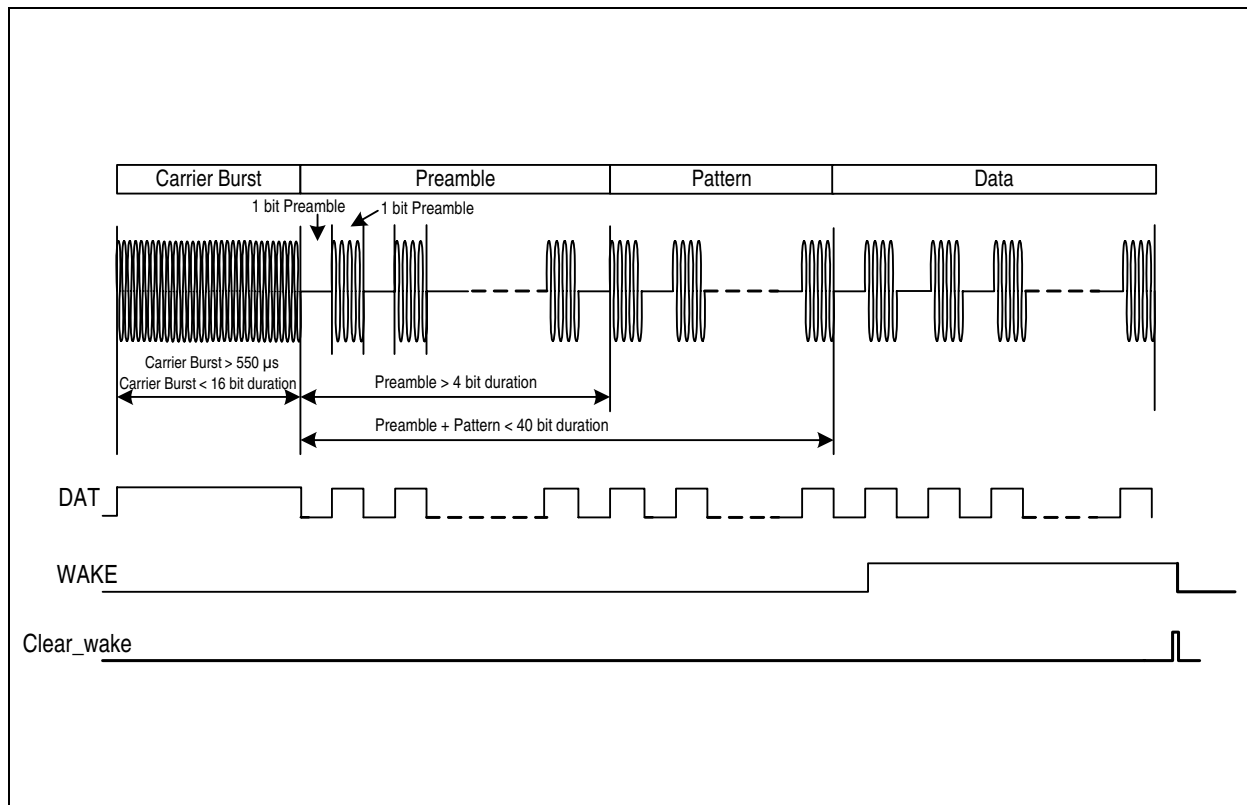 Carrier Burst
Preamble
Pattern
Data
1 bit Preamble
1 bit Preamble
Carrier Burst > 550 µs
Carrier Burst < 16 bit duration
Preamble > 4 bit duration
Preamble + Pattern < 40 bit duration
DAT
WAKE
Clear_wake